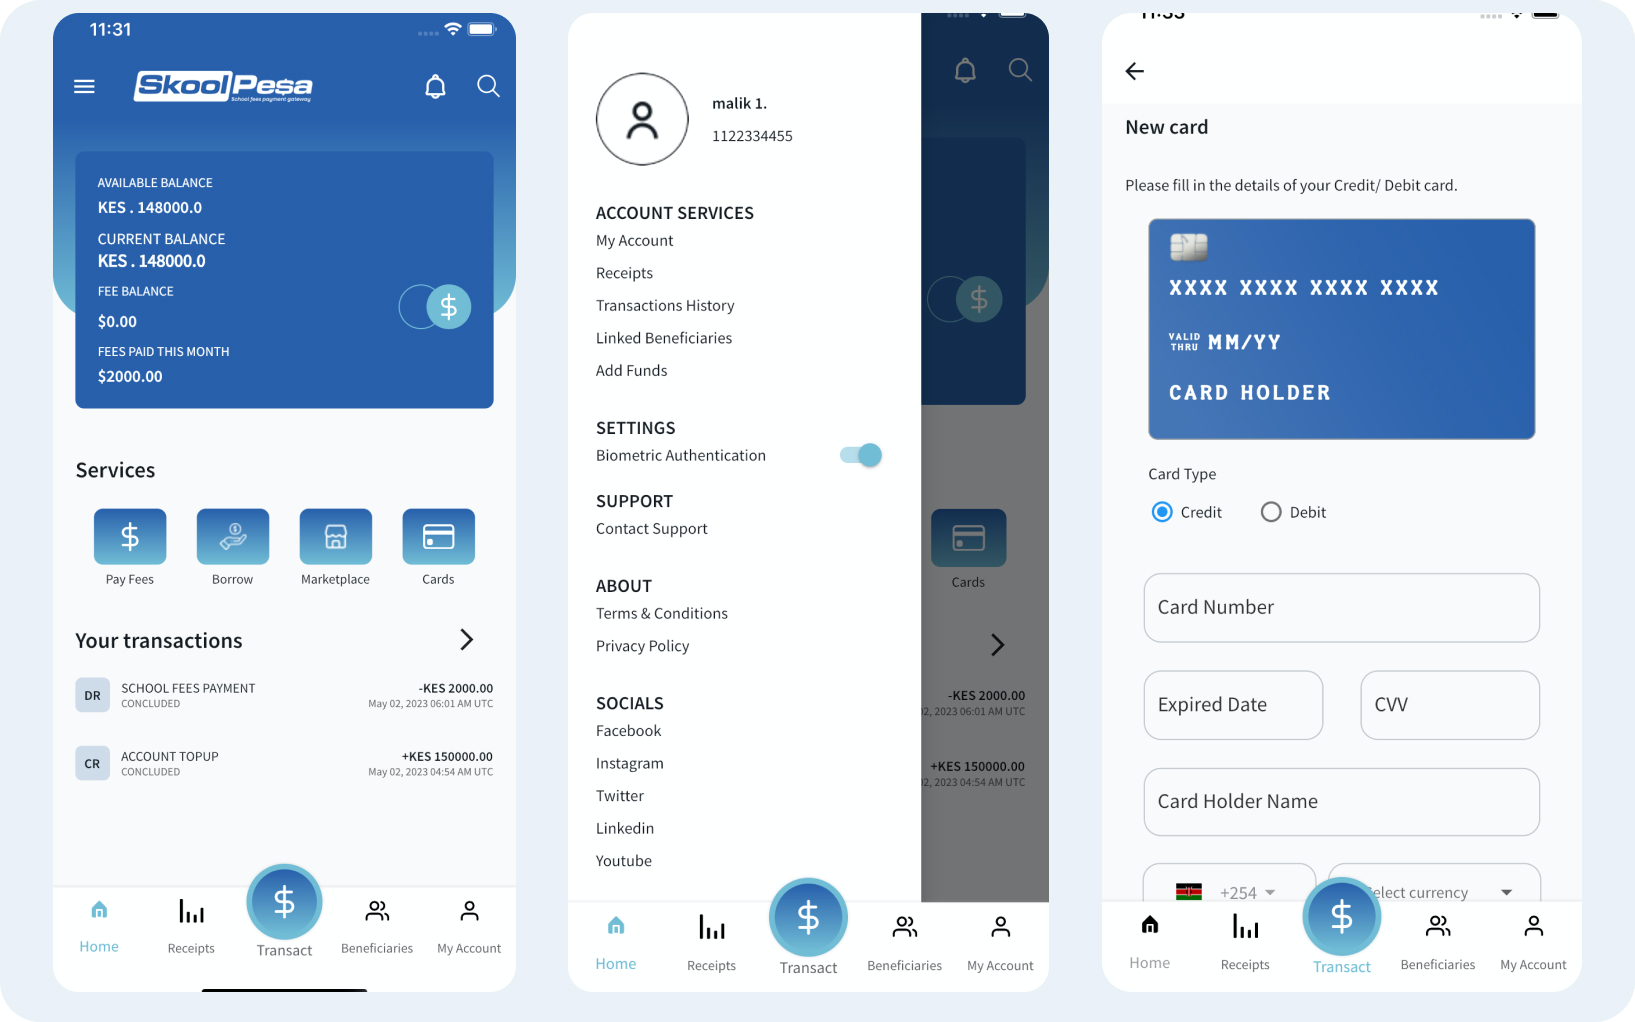 11:31
SkoolPesa
School fees payment gateway
AVAILABLE BALANCE
KES . 148000.0
CURRENT BALANCE
KES . 148000.0
FEE BALANCE
$0.00
$
FEES PAID THIS MONTH
$2000.00
Services
$
Pay Fees
Borrow
Marketplace
Cards
Your transactions
DR
SCHOOL FEES PAYMENT
-KES 2000.00
CONCLUDED
May 02, 2023 06:01 AM UTC
CR
ACCOUNT TOPUP
+KES 150000.00
CONCLUDED
May 02, 2023 04:54 AM UTC
$
Home
Receipts
Transact
Beneficiaries
My Account
malik 1.
1122334455
ACCOUNT SERVICES
My Account
Receipts
Transactions History
Linked Beneficiaries
Add Funds
SETTINGS
Biometric Authentication
SUPPORT
Contact Support
ABOUT
Terms & Conditions
Privacy Policy
SOCIALS
Facebook
Instagram
Twitter
Linkedin
Youtube
$
Cards
-KES 2000.00
02, 2023 06:01 AM UTC
+KES 150000.00
02, 2023 04:54 AM UTC
$
Home
Receipts
Transact
Beneficiaries
My Account
11:33
New card
Please fill in the details of your Credit/ Debit card.
XXXX XXXX XXXX XXXX
VALID THRU MM/YY
CARD HOLDER
Card Type
Credit
Debit
Card Number
Expired Date
CVV
Card Holder Name
+254
elect currency
$
Home
Receipts
Transact
Beneficiaries
My Account